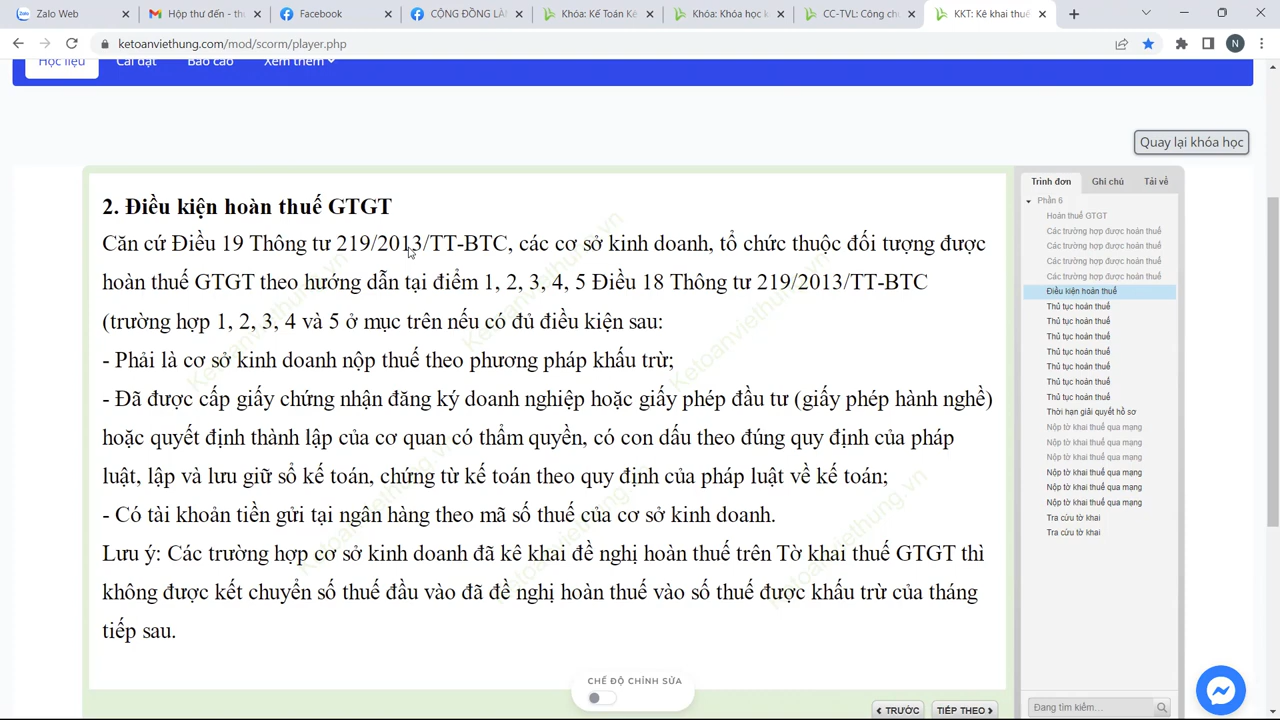 Zalo Web
Hộp thư đến - th
Facebook
CỘNG ĐỒNG LÀ
Khóa: Kế Toán Kê
Khóa: Khóa học k
CC-TVL: Công chu
KKT: Kê khai thuế
ketoanviethung.com/mod/scorm/player.php
N
Học liệu
Cài đặt
Báo cáo
Xem thêm
Quay lại khóa học
2. Điều kiện hoàn thuế GTGT
Căn cứ Điều 19 Thông tư 219/2013/TT-BTC, các cơ sở kinh doanh, tổ chức thuộc đối tượng được
hoàn thuế GTGT theo hướng dẫn tại điểm 1, 2, 3, 4, 5 Điều 18 Thông tư 219/2013/TT-BTC
(trường hợp 1, 2, 3, 4 và 5 ở mục trên nếu có đủ điều kiện sau:
- Phải là cơ sở kinh doanh nộp thuế theo phương pháp khấu trừ;
- Đã được cấp giấy chứng nhận đăng ký doanh nghiệp hoặc giấy phép đầu tư (giấy phép hành nghề)
hoặc quyết định thành lập của cơ quan có thẩm quyền, có con dấu theo đúng quy định của pháp
luật, lập và lưu giữ sổ kế toán, chứng từ kế toán theo quy định của pháp luật về kế toán;
- Có tài khoản tiền gửi tại ngân hàng theo mã số thuế của cơ sở kinh doanh.
Lưu ý: Các trường hợp cơ sở kinh doanh đã kê khai đề nghị hoàn thuế trên Tờ khai thuế GTGT thì
không được kết chuyển số thuế đầu vào đã đề nghị hoàn thuế vào số thuế được khấu trừ của tháng
tiếp sau.
CHẾ ĐỘ CHỈNH SỬA
TRƯỚC
TIẾP THEO
Trình đơn
Ghi chú
Tải về
Phần 6
Hoàn thuế GTGT
Các trường hợp được hoàn thuế
Các trường hợp được hoàn thuế
Các trường hợp được hoàn thuế
Các trường hợp được hoàn thuế
Điều kiện hoàn thuế
Thủ tục hoàn thuế
Thủ tục hoàn thuế
Thủ tục hoàn thuế
Thủ tục hoàn thuế
Thủ tục hoàn thuế
Thủ tục hoàn thuế
Thủ tục hoàn thuế
Thời hạn giải quyết hồ sơ
Nộp tờ khai thuế qua mạng
Nộp tờ khai thuế qua mạng
Nộp tờ khai thuế qua mạng
Nộp tờ khai thuế qua mạng
Nộp tờ khai thuế qua mạng
Nộp tờ khai thuế qua mạng
Tra cứu tờ khai
Tra cứu tờ khai
Đang tìm kiếm...